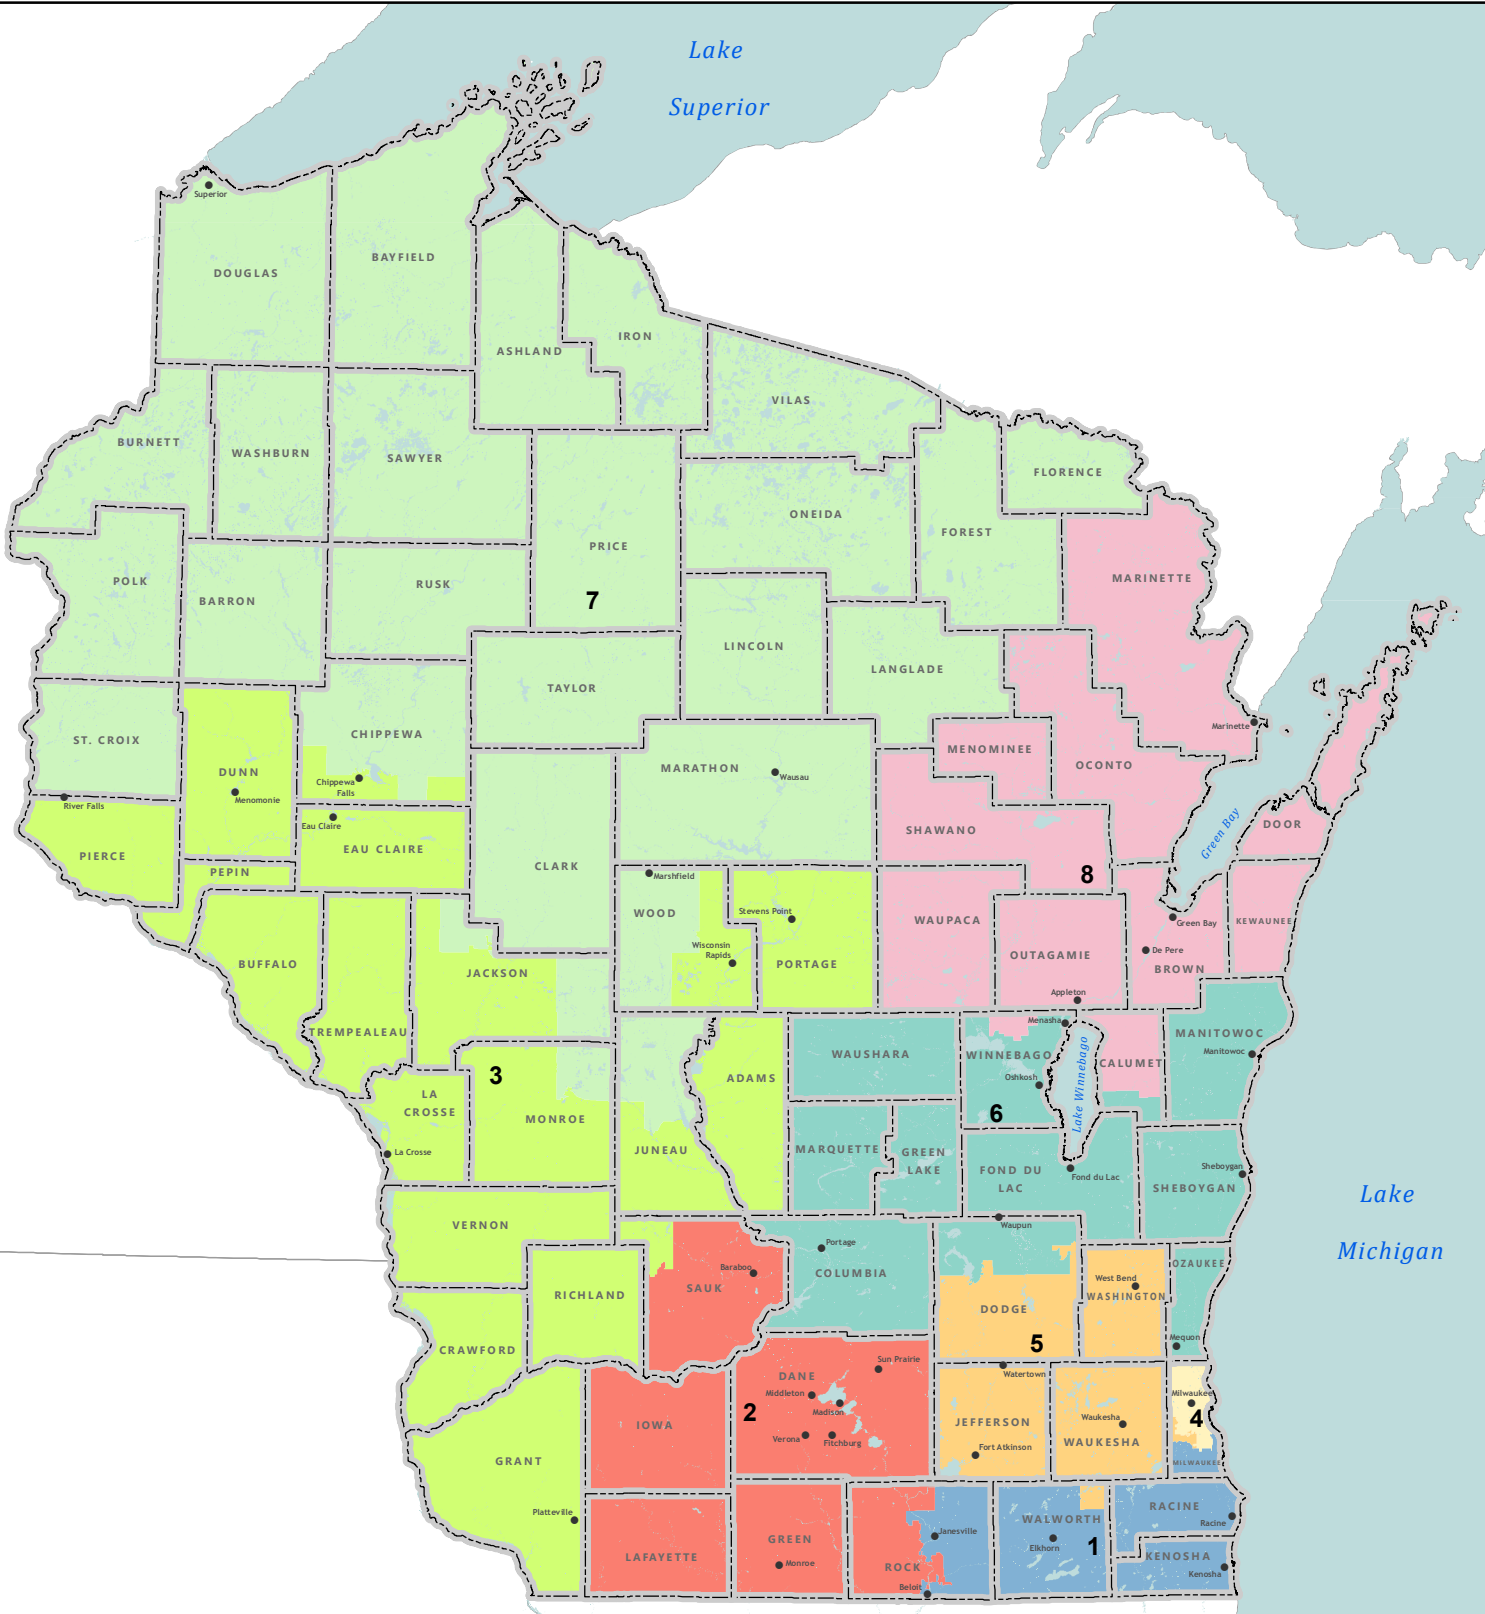 Lake
Superior
Superior
DOUGLAS
BAYFIELD
ASHLAND
IRON
VILAS
BURNETT
WASHBURN
SAWYER
FLORENCE
ONEIDA
FOREST
PRICE
7
POLK
BARRON
RUSK
MARINETTE
LINCOLN
LANGLADE
TAYLOR
Marinette
ST. CROIX
CHIPPEWA
MENOMINEE
OCONTO
DUNN
Menomonie
Chippewa
Falls
MARATHON
Wausau
River Falls
Eau Claire
EAU CLAIRE
SHAWANO
Green Bay
DOOR
PIERCE
PEPIN
CLARK
Marshfield
8
WOOD
Stevens Point
WAUPACA
Green Bay
KEWAUNEE
Wisconsin
Rapids
PORTAGE
OUTAGAMIE
De Pere
BROWN
BUFFALO
JACKSON
Appleton
TREMPEALEAU
Menasha
MANITOWOC
Manitowoc
WAUSHARA
WINNEBAGO
Oshkosh
Lake Winnebago
CALUMET
3
ADAMS
LA
CROSSE
MONROE
6
La Crosse
JUNEAU
MARQUETTE
GREEN
LAKE
FOND DU
LAC
Fond du Lac
Sheboygan
SHEBOYGAN
Lake
Michigan
VERNON
Waupun
Portage
COLUMBIA
Baraboo
SAUK
RICHLAND
OZAUKEE
West Bend
WASHINGTON
DODGE
5
Mequon
CRAWFORD
Sun Prairie
DANE
Middleton
Madison
Watertown
Milwaukee
4
2
IOWA
Verona
Fitchburg
JEFFERSON
Fort Atkinson
Waukesha
WAUKESHA
MILWAUKEE
GRANT
Platteville
RACINE
Racine
WALWORTH
Elkhorn
1
Janesville
LAFAYETTE
GREEN
Monroe
ROCK
Beloit
KENOSHA
Kenosha